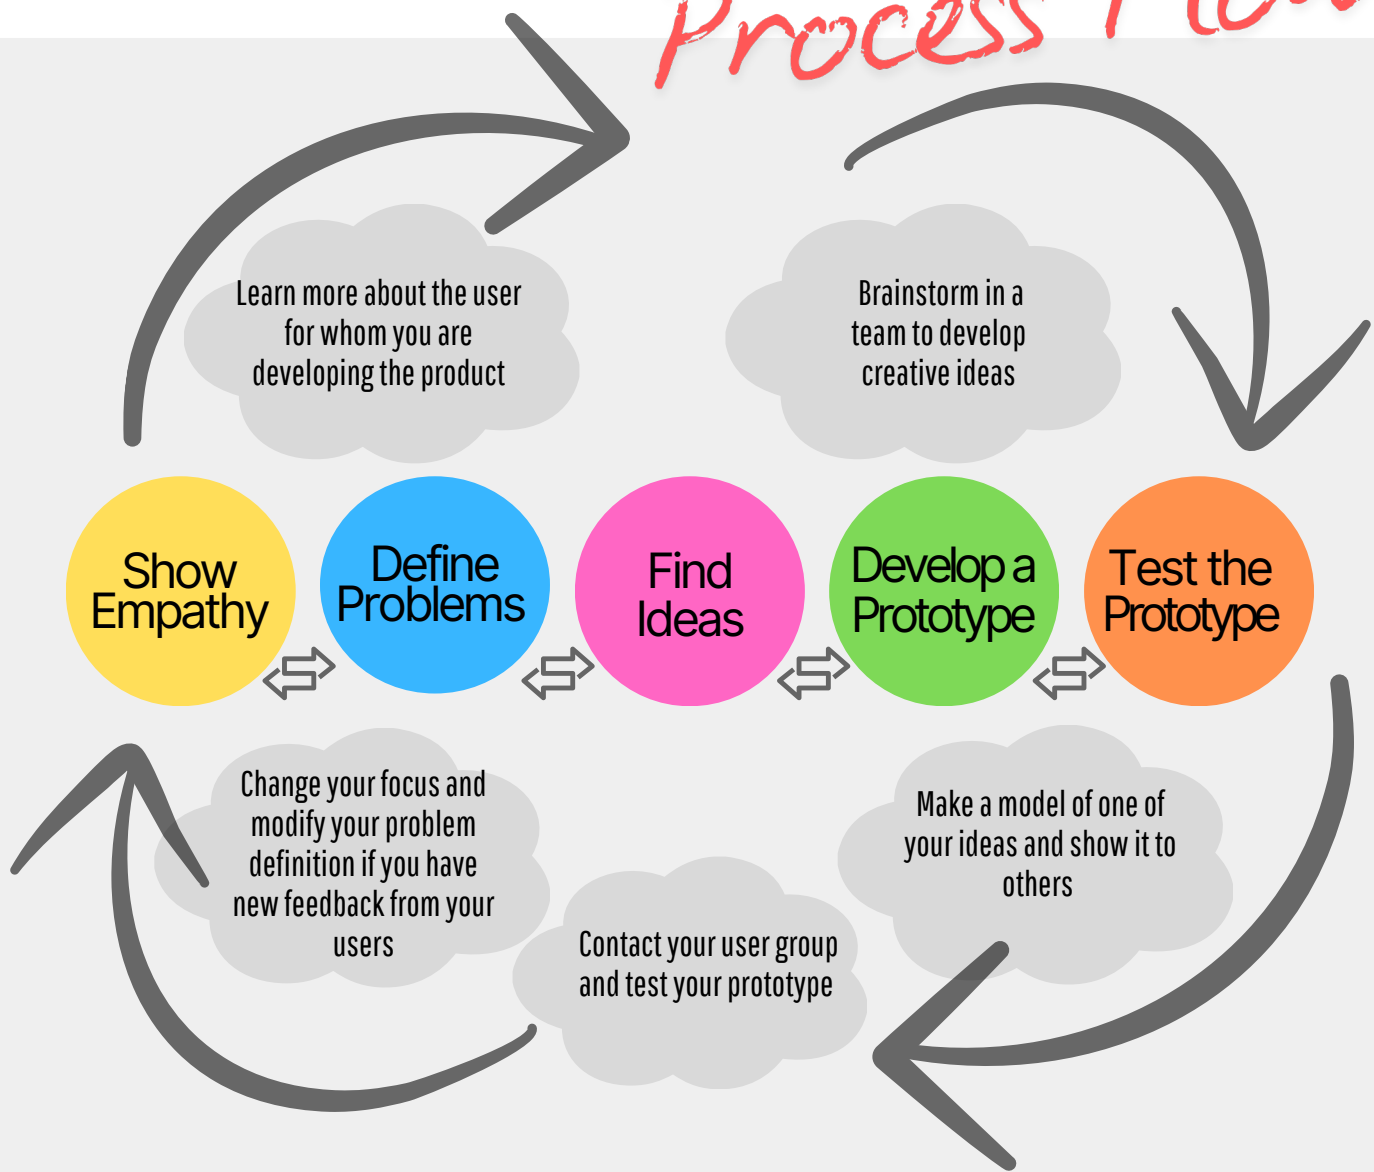 Process
Learn more about the user
for whom you are
developing the product
Brainstorm in a
team to develop
creative ideas
Show
Empathy
Define
Problems
Find
Ideas
Develop a
Prototype
Test the
Prototype
Change your focus and
modify your problem
definition if you have
new feedback from your
users
Contact your user group
and test your prototype
Make a model of one of
your ideas and show it to
others